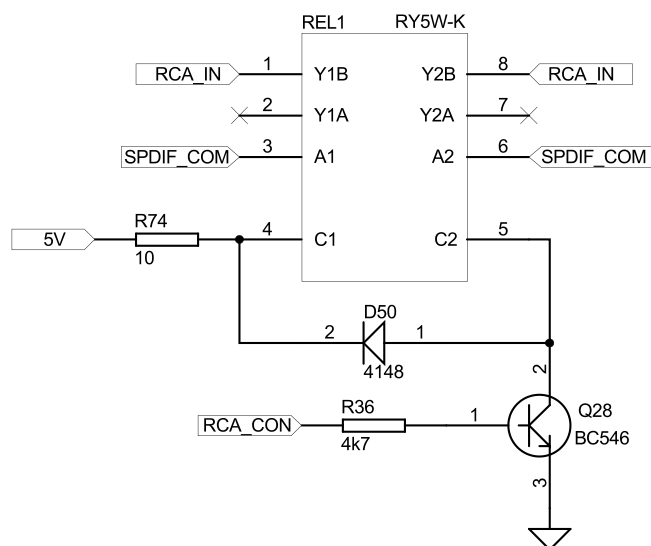 REL1 RY5W-K
RCA_IN 1 Y1B Y2B 8 RCA_IN
2 Y1A Y2A 7
SPDIF_COM 3 A1 A2 6 SPDIF_COM
R74
5V 4 C1 C2 5
10
D50
2 1
4148
2
R36
RCA_CON 1 Q28
4k7 BC546
3